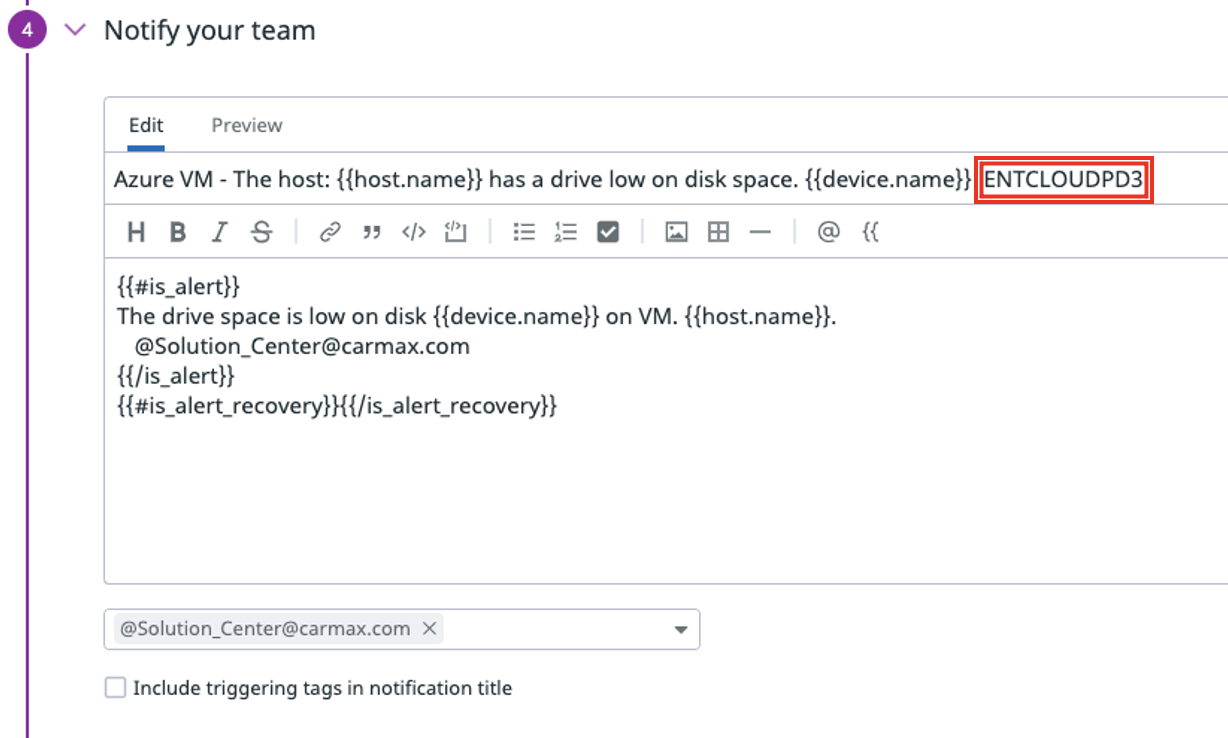 4 Notify your team
Edit Preview
Azure VM - The host: {{host.name}} has a drive low on disk space. {{device.name}} ENTCLOUDPD3
H B I S @ {{
{{#is_alert}}
The drive space is low on disk {{device.name}} on VM. {{host.name}}.
@Solution_Center@carmax.com
{{/is_alert}}
{{#is_alert_recovery}}{{/is_alert_recovery}}
@Solution_Center@carmax.com
Include triggering tags in notification title